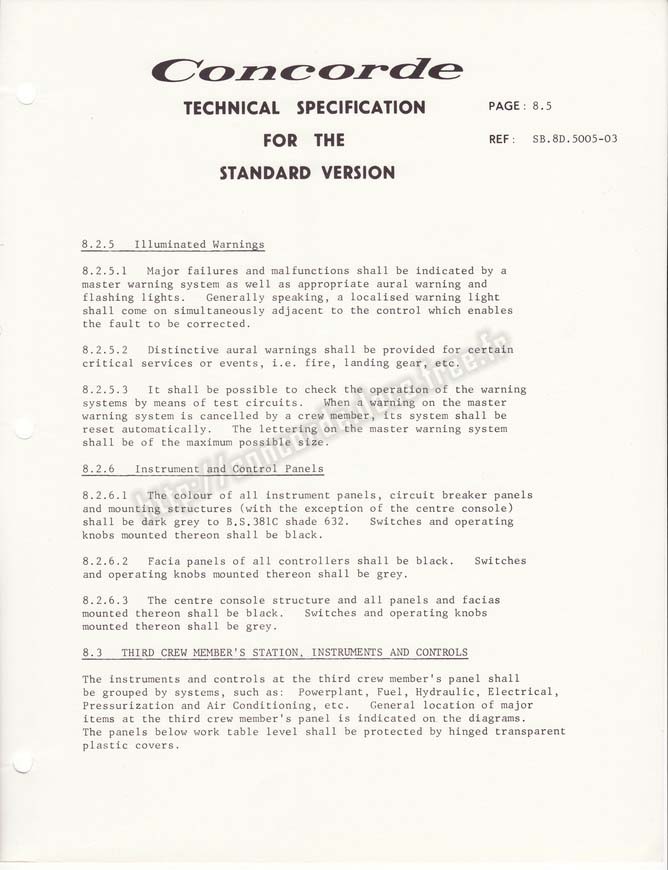 Concorde
TECHNICAL SPECIFICATION
FOR THE
STANDARD VERSION
PAGE: 8.5
REF: SB.8D.5005-03
8.2.5 Illuminated Warnings
8.2.5.1 Major failures and malfunctions shall be indicated by a
master warning system as well as appropriate aural warning and
flashing lights. Generally speaking, a localised warning light
shall come on simultaneously adjacent to the control which enables
the fault to be corrected.
8.2.5.2 Distinctive aural warnings shall be provided for certain
critical services or events, i.e. fire, landing gear, etc.
8.2.5.3 It shall be possible to check the operation of the warning
systems by means of test circuits. When a warning on the master
warning system is cancelled by a crew member, its system shall be
reset automatically. The lettering on the master warning system
shall be of the maximum possible size.
8.2.6 Instrument and Control Panels
8.2.6.1 The colour of all instrument panels, circuit breaker panels
and mounting structures (with the exception of the centre console)
shall be dark grey to B.S.381C shade 632. Switches and operating
knobs mounted thereon shall be black.
8.2.6.2 Facia panels of all controllers shall be black. Switches
and operating knobs mounted thereon shall be grey.
8.2.6.3 The centre console structure and all panels and facias
mounted thereon shall be black. Switches and operating knobs
mounted thereon shall be grey.
8.3 THIRD CREW MEMBER'S STATION, INSTRUMENTS AND CONTROLS
The instruments and controls at the third crew member's panel shall
be grouped by systems, such as: Powerplant, Fuel, Hydraulic, Electrical,
Pressurization and Air Conditioning, etc. General location of major
items at the third crew member's panel is indicated on the diagrams.
The panels below work table level shall be protected by hinged transparent
plastic covers.